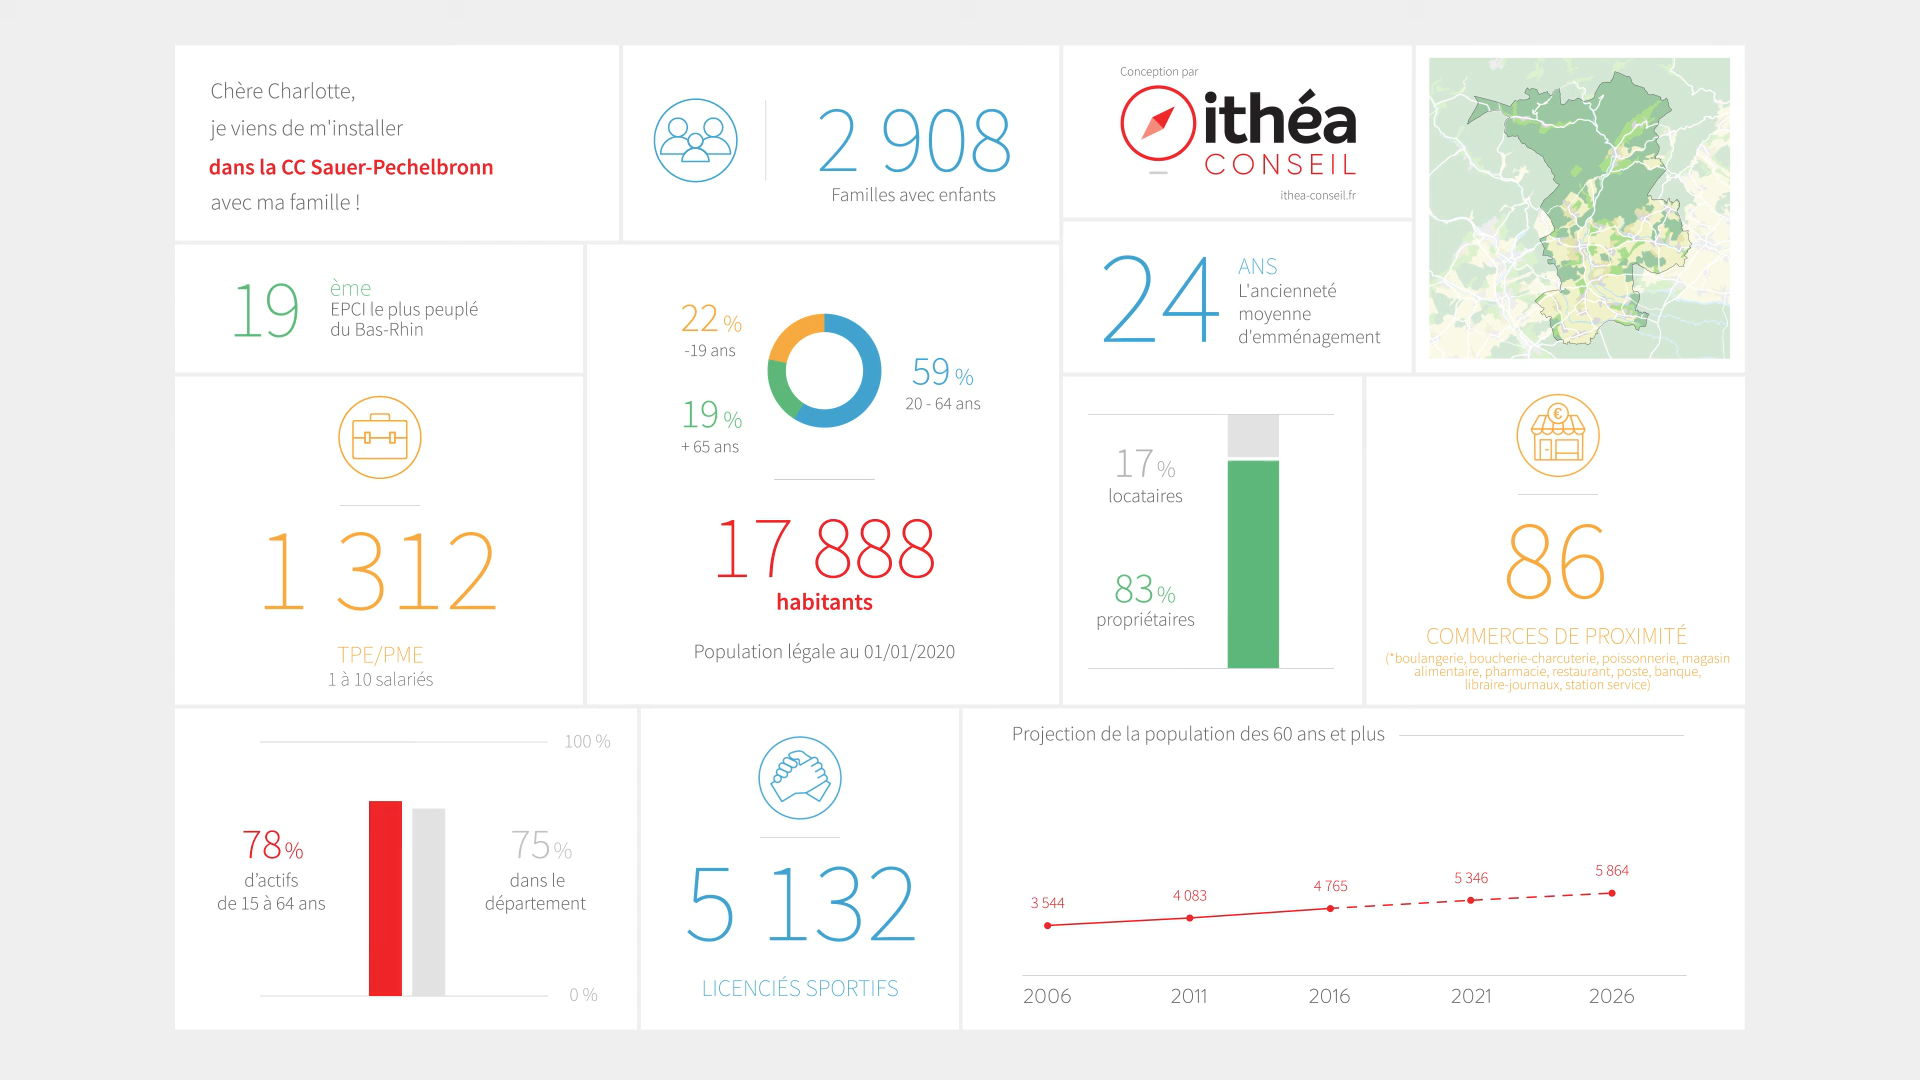 Chère Charlotte,
je viens de m'installer
dans la CC Sauer-Pechelbronn
avec ma famille !
2 908
Familles avec enfants
Conception par
ithéa
CONSEIL
ithea-conseil.fr
19
ème
EPCI le plus peuplé
du Bas-Rhin
22 %
-19 ans
19 %
+ 65 ans
59 %
20 - 64 ans
17 888
habitants
Population légale au 01/01/2020
24
ANS
L'ancienneté
moyenne
d'emménagement
1 312
TPE/PME
1 à 10 salariés
17 %
locataires
83 %
propriétaires
€
86
COMMERCES DE PROXIMITÉ
(*boulangerie, boucherie-charcuterie, poissonnerie, magasin
alimentaire, pharmacie, restaurant, poste, banque,
libraire-journaux, station service)
100 %
78 %
d'actifs
de 15 à 64 ans
75 %
dans le
département
0 %
5 132
LICENCIÉS SPORTIFS
Projection de la population des 60 ans et plus
3 544
4 083
4 765
5 346
5 864
2006
2011
2016
2021
2026